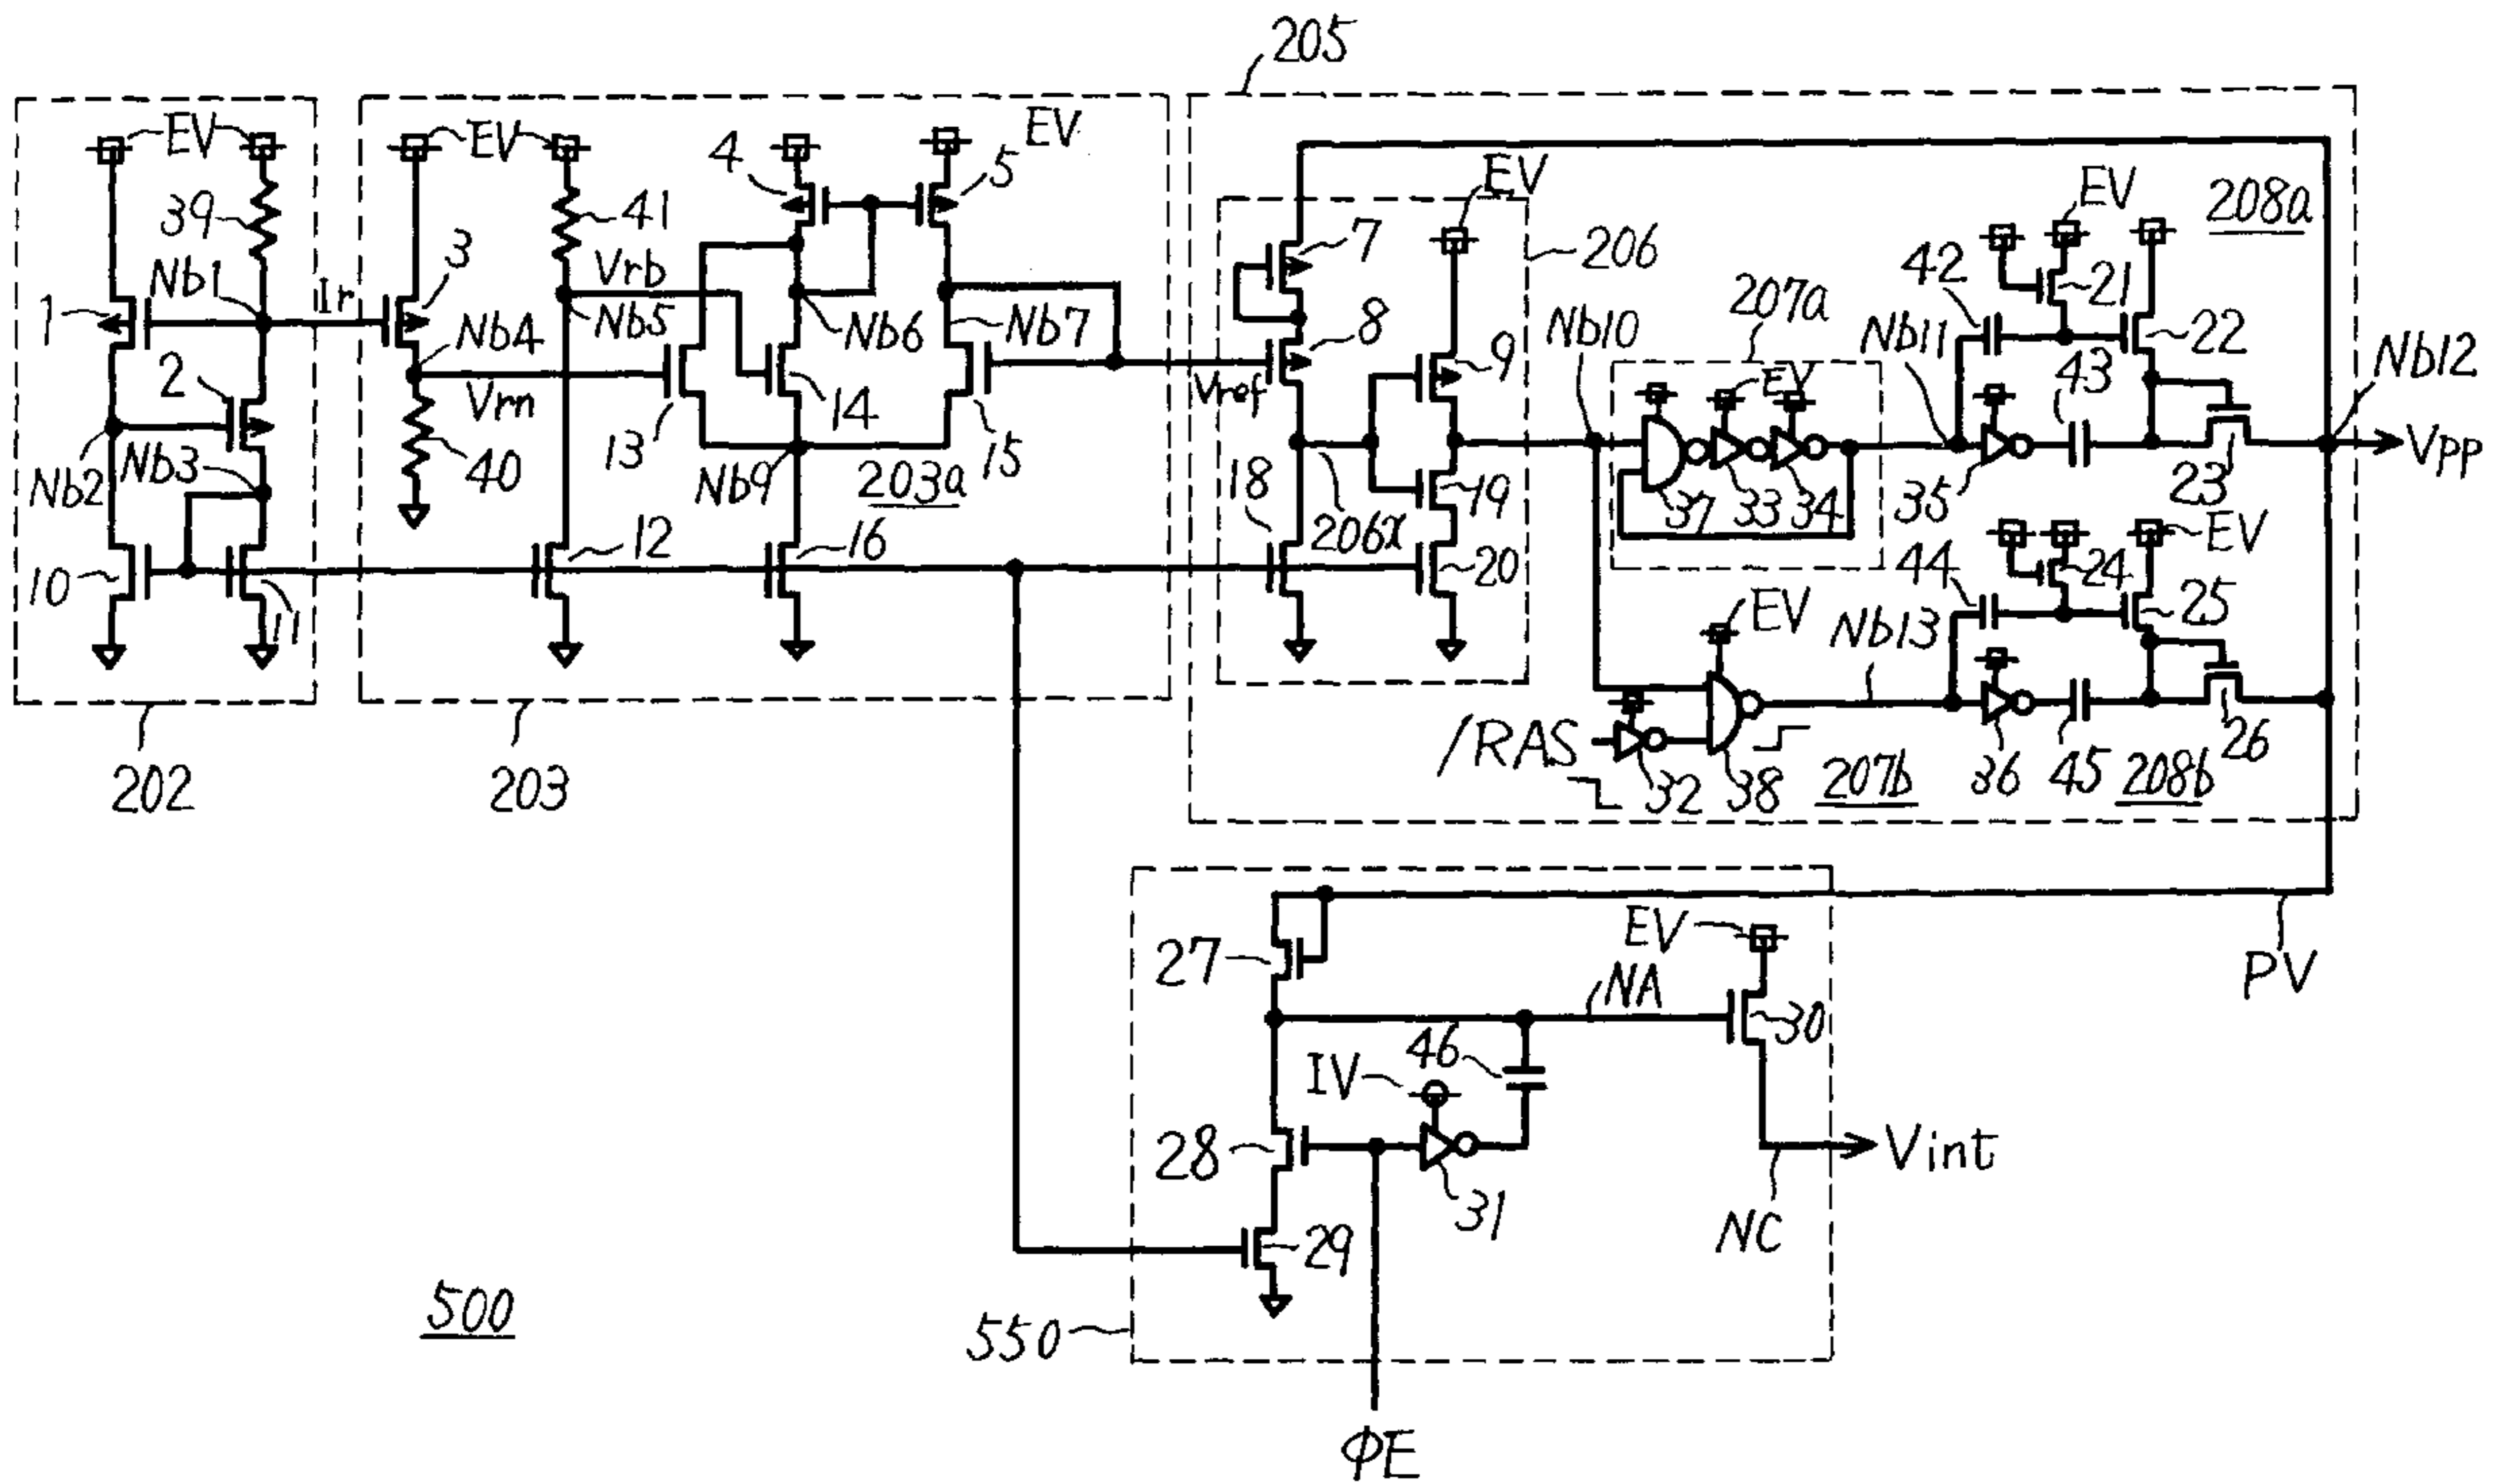 205
EV
EV
EV
4
5
EV
EV
208a
39
3
41
7
206
42
21
Nb1
Ir
Vrb
207a
1
Nb4
Nb5
Nb6
Nb7
8
Nb10
Nb11
22
2
9
EV
43
Nb12
Vm
Vref
Vpp
14
Nb3
13
15
40
Nb2
Nb9
203a
18
19
37
33
34
35
23
206x
12
16
20
44
24
EV
10
11
EV
Nb13
25
/RAS
26
202
203
32
38
207b
36
45
208b
EV
PV
27
NA
30
46
IV
28
31
Vint
NC
29
500
550
ΦE